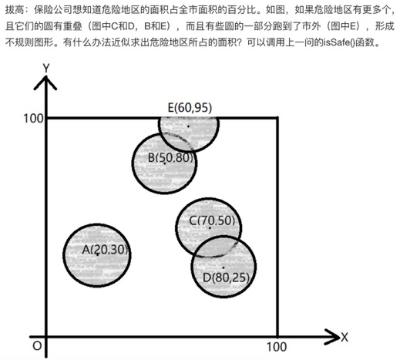 拔高：保险公司想知道危险地区的面积占全市面积的百分比。如图，如果危险地区有更多个，
且它们的圆有重叠（图中C和D，B和E），而且有些圆的一部分跑到了市外（图中E），形成
不规则图形。有什么办法近似求出危险地区所占的面积？可以调用上一问的isSafe()函数。
Y
E(60,95)
100
B(50,80)
C(70.50)
A(20.30)
D(80,25)
O
100
X